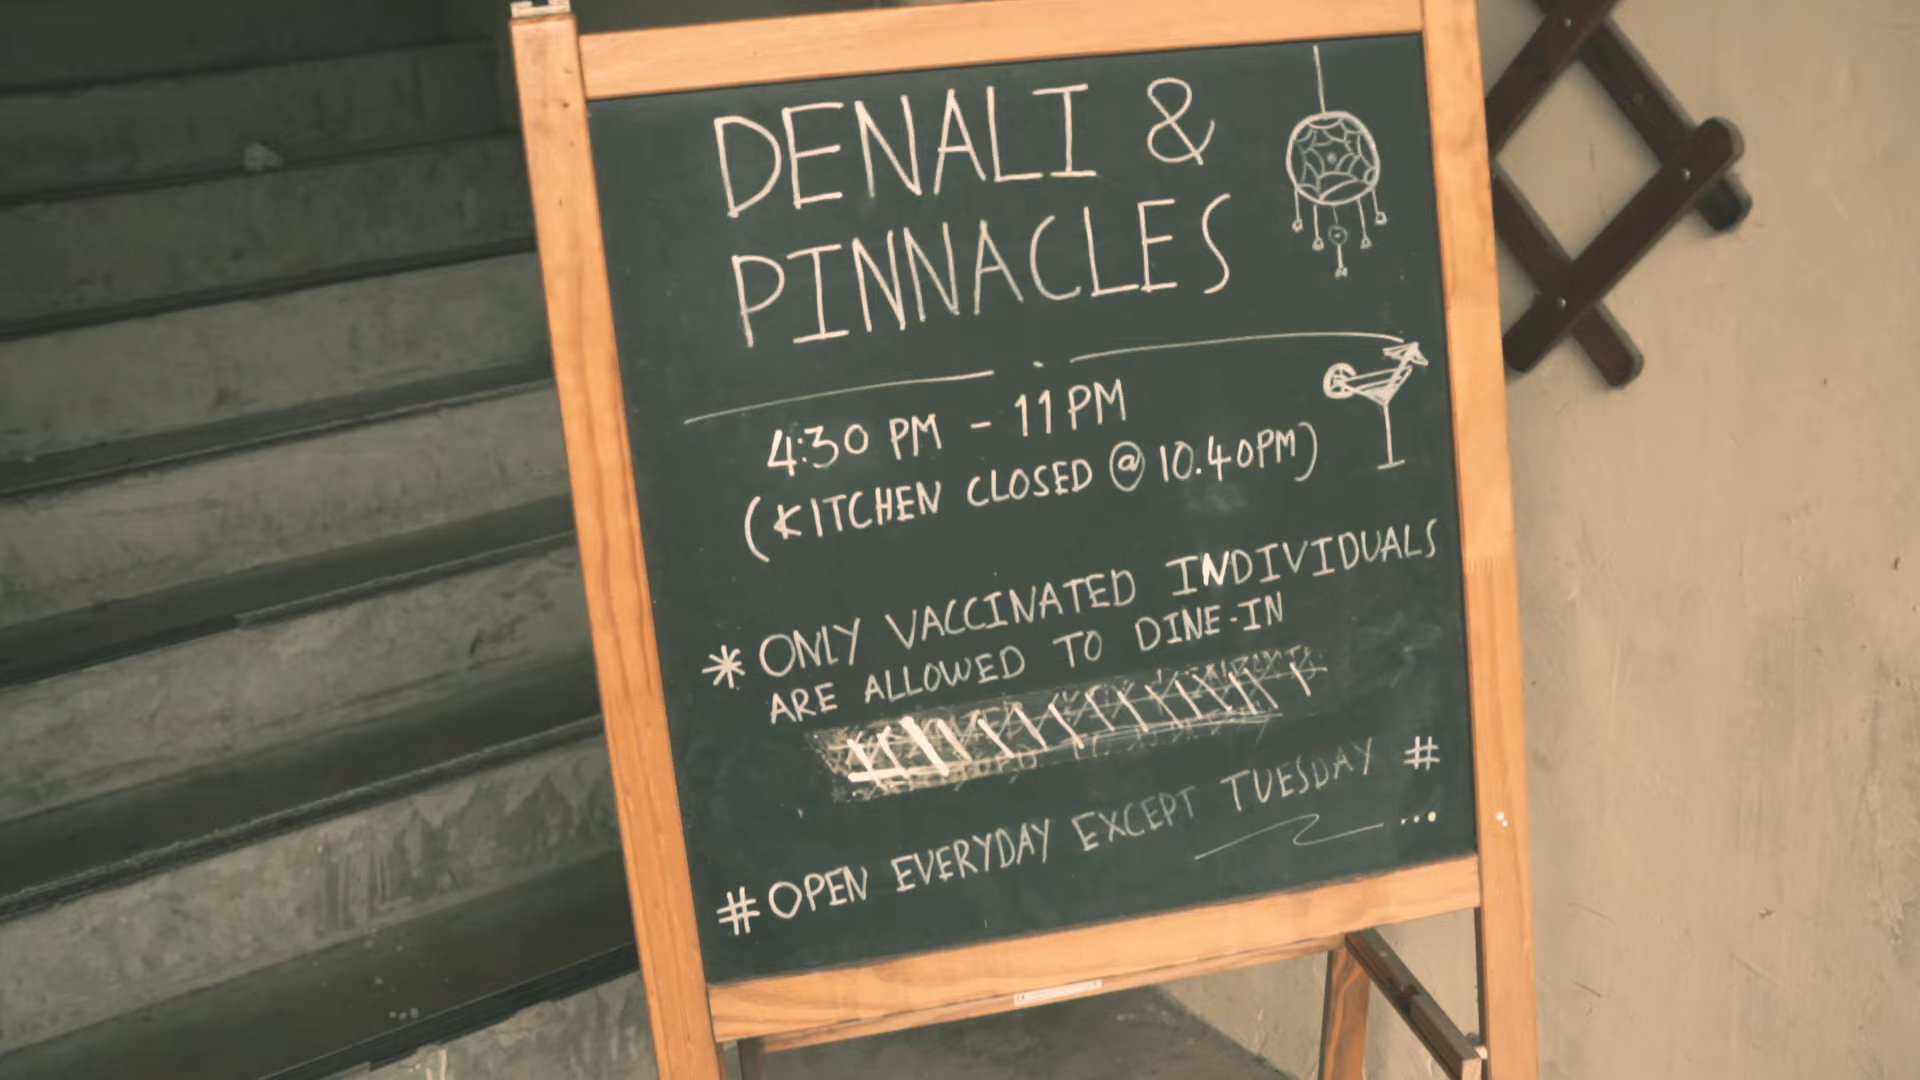 DENALI &
PINNACLES
4:30 PM - 11 PM
(KITCHEN CLOSED @ 10.40PM)
* ONLY VACCINATED INDIVIDUALS
ARE ALLOWED TO DINE-IN
# OPEN EVERYDAY EXCEPT TUESDAY #
...